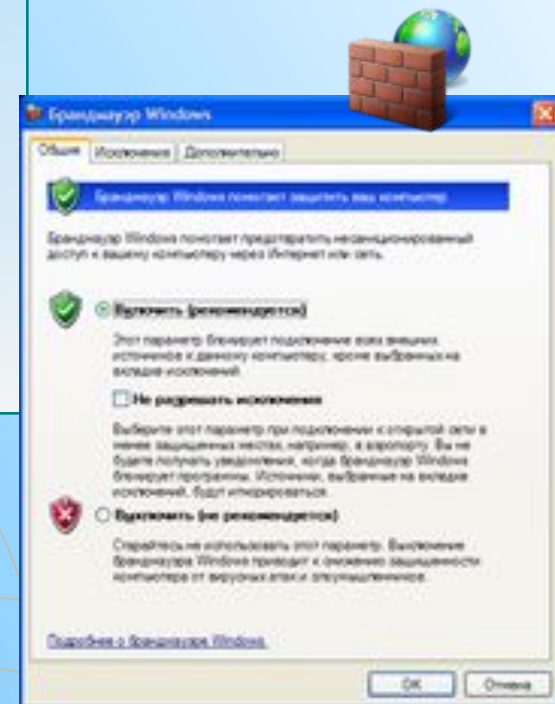 Брандмауэр Windows
Общие Исключения Дополнительно
Брандмауэр Windows помогает защитить ваш компьютер
Брандмауэр Windows помогает предотвратить несанкционированный
доступ к вашему компьютеру через Интернет или сеть.
Включить (рекомендуется)
Этот параметр блокирует подключение всех внешних
источников к данному компьютеру, кроме выбранных на
вкладке исключений.
Не разрешать исключения
Выберите этот параметр при подключении к открытой сети в
менее защищенных местах, например, в аэропорту. Вы не
будете получать уведомления, когда брандмауэр Windows
блокирует программы. Источники, выбранные на вкладке
исключений, будут игнорироваться.
Выключить (не рекомендуется)
Старайтесь не использовать этот параметр. Выключение
брандмауэра Windows приводит к снижению защищенности
компьютера от вирусных атак и злоумышленников.
Подробнее о брандмауэре Windows.
ОК Отмена